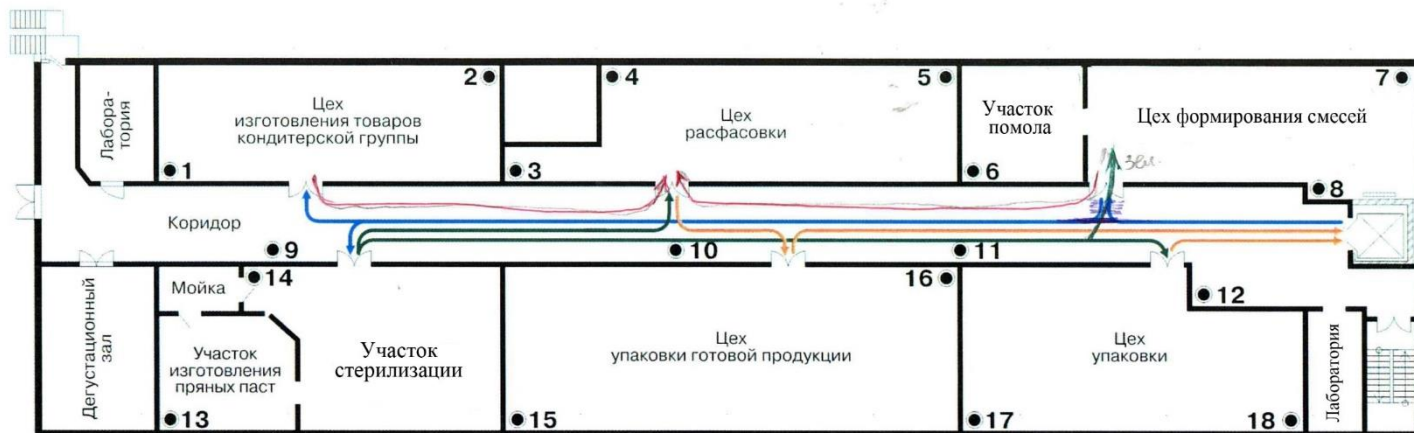 2
4
5
7
Лабора-
тория
Цех
изготовления товаров
кондитерской группы
Цех
расфасовки
Участок
помола
Цех формирования смесей
1
3
6
Зел.
8
Коридор
9
10
11
14
16
12
Мойка
Дегустационный
зал
Участок
изготовления
пряных паст
Участок
стерилизации
Цех
упаковки готовой продукции
Цех
упаковки
Лаборатория
13
15
17
18